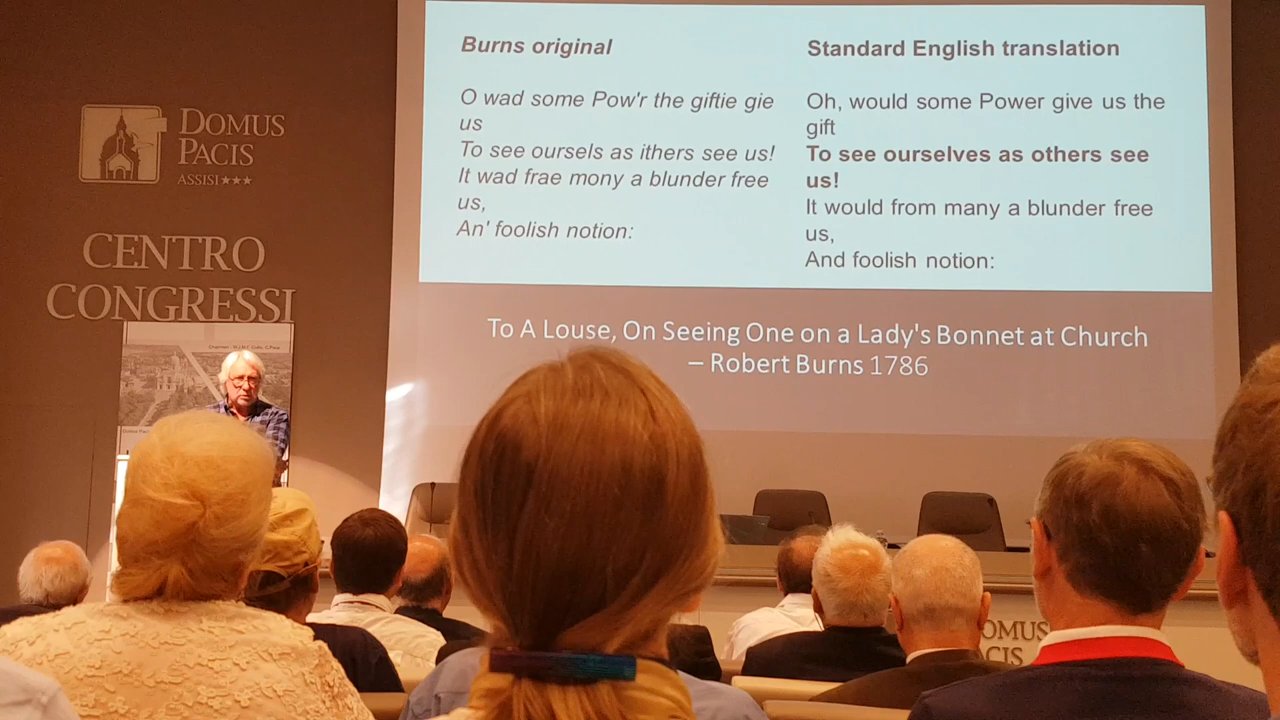 Burns original
O wad some Pow'r the giftie gie
us
To see oursels as ithers see us!
It wad frae mony a blunder free
us,
An' foolish notion:
Standard English translation
Oh, would some Power give us the
gift
To see ourselves as others see
us!
It would from many a blunder free
us,
And foolish notion:
To A Louse, On Seeing One on a Lady's Bonnet at Church
– Robert Burns 1786
DOMUS
PACIS
ASSISI★★★
CENTRO
CONGRESSI
OMUS
ACIS